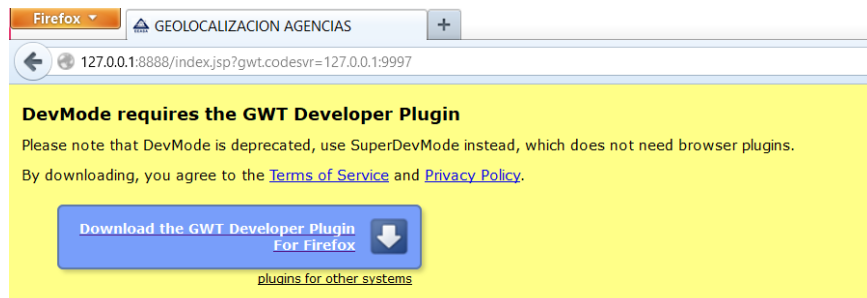 Firefox
GEOLOCALIZACION AGENCIAS
127.0.0.1:8888/index.jsp?gwt.codesvr=127.0.0.1:9997
DevMode requires the GWT Developer Plugin
Please note that DevMode is deprecated, use SuperDevMode instead, which does not need browser plugins.
By downloading, you agree to the Terms of Service and Privacy Policy.
Download the GWT Developer Plugin
For Firefox
plugins for other systems